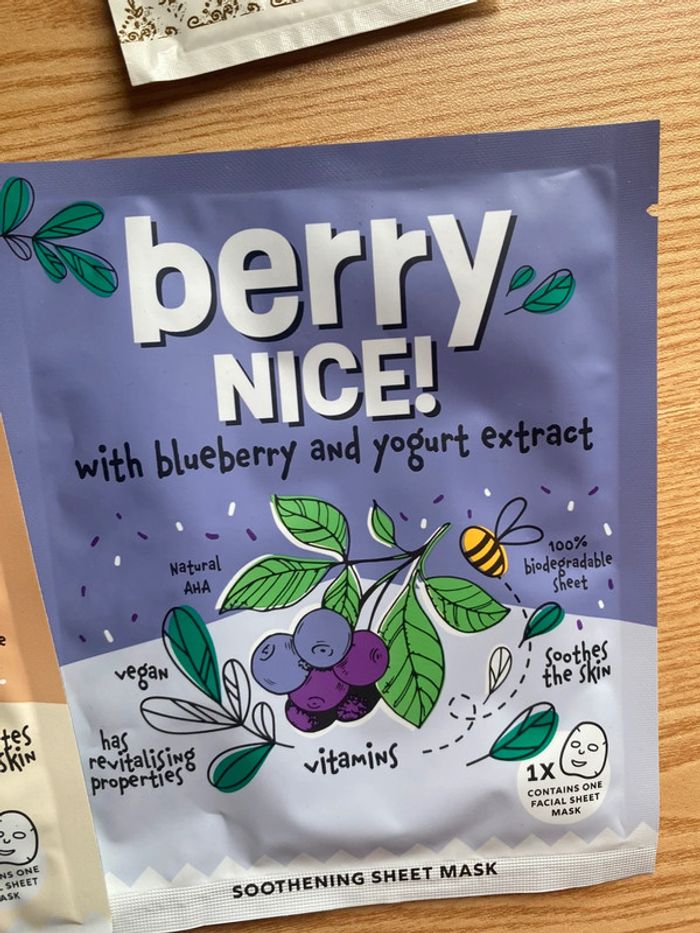 berry
NICE!
with blueberry and yogurt extract
Natural
AHA
100%
biodegradable
sheet
vegan
Soothes
the skin
has
revitalising
properties
vitamins
1X
CONTAINS ONE
FACIAL SHEET
MASK
SOOTHENING SHEET MASK